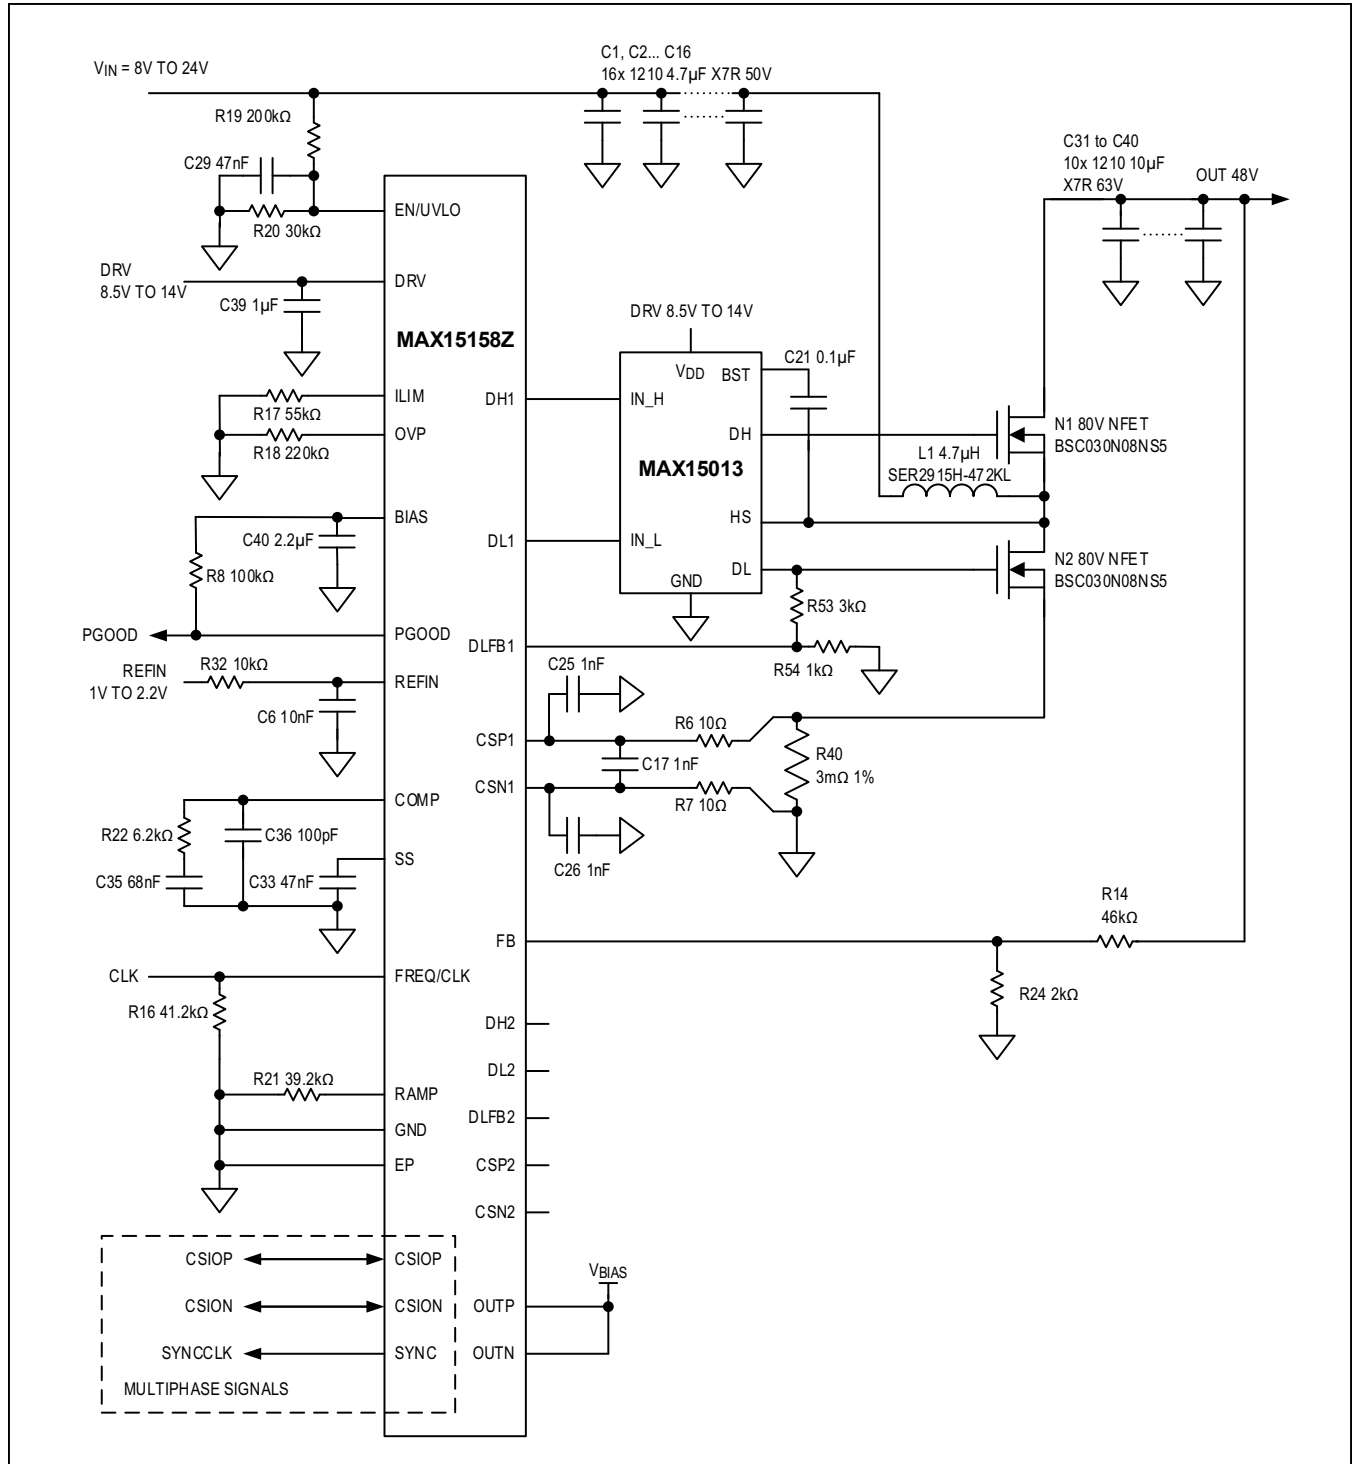 VIN = 8V TO 24V
C1, C2... C16
16x 1210 4.7µF X7R 50V
R19 200kΩ
C29 47nF
R20 30kΩ
EN/UVLO
C31 to C40
10x 1210 10µF
X7R 63V
OUT 48V
DRV
8.5V TO 14V
C39 1µF
DRV
MAX15158Z
DRV 8.5V TO 14V
VDD
BST
C21 0.1µF
ILIM
R17 55kΩ
OVP
R18 220kΩ
DH1
IN_H
DH
MAX15013
N1 80V NFET
BSC030N08NS5
L1 4.7µH
SER2915H-472KL
BIAS
C40 2.2µF
R8 100kΩ
HS
DL1
IN_L
DL
GND
N2 80V NFET
BSC030N08NS5
R53 3kΩ
PGOOD
PGOOD
DLFB1
R54 1kΩ
REFIN
1V TO 2.2V
R32 10kΩ
REFIN
C6 10nF
C25 1nF
CSP1
R6 10Ω
C17 1nF
R40
3mΩ 1%
CSN1
R7 10Ω
C26 1nF
COMP
R22 6.2kΩ
C36 100pF
SS
C35 68nF
C33 47nF
R14
46kΩ
FB
R24 2kΩ
CLK
FREQ/CLK
R16 41.2kΩ
DH2
DL2
R21 39.2kΩ
RAMP
DLFB2
GND
EP
CSP2
CSN2
CSIOP
CSIOP
VBIAS
CSION
CSION
OUTP
SYNCCLK
SYNC
OUTN
MULTIPHASE SIGNALS